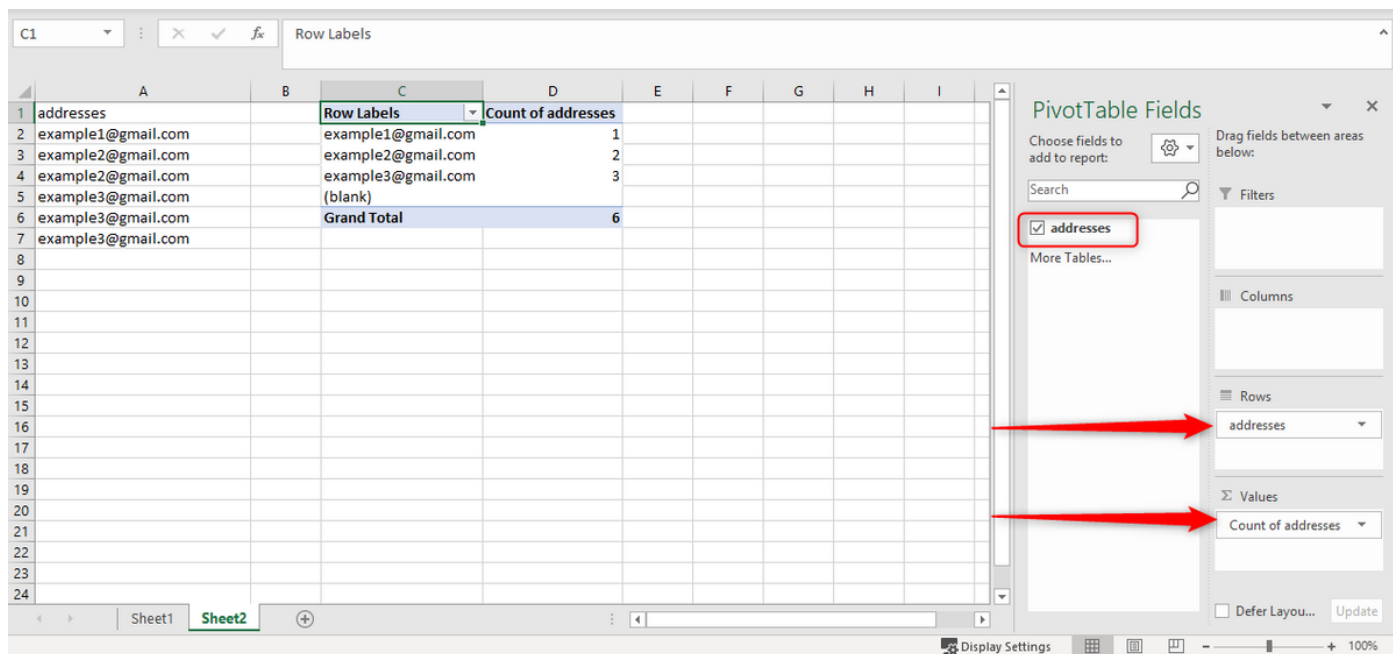 C1
fx
Row Labels
A B C D E F G H I
1 addresses Row Labels Count of addresses
2 example1@gmail.com example1@gmail.com 1
3 example2@gmail.com example2@gmail.com 2
4 example2@gmail.com example3@gmail.com 3
5 example3@gmail.com (blank)
6 example3@gmail.com Grand Total 6
7 example3@gmail.com
8
9
10
11
12
13
14
15
16
17
18
19
20
21
22
23
24
Sheet1 Sheet2
PivotTable Fields
Choose fields to
add to report:
Search
addresses
More Tables...
Drag fields between areas
below:
Filters
Columns
Rows
addresses
Σ Values
Count of addresses
Defer Layou... Update
Display Settings
- + 100%